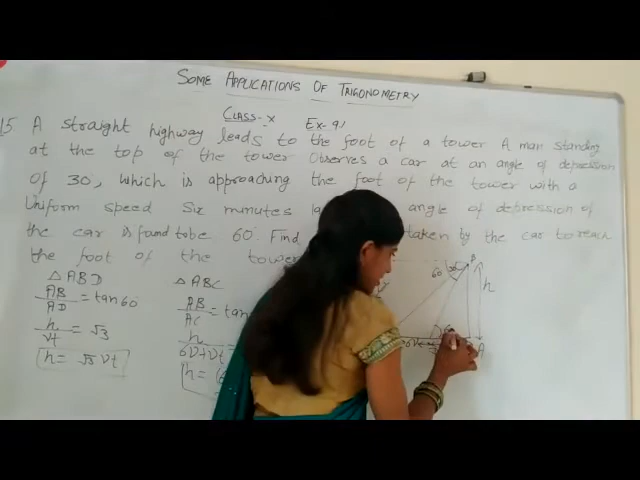 SOME APPLICATIONS OF TRIGONOMETRY
CLASS-X Ex-9.1
15 A straight highway leads to the foot of a tower A man standing
at the top of the tower observes a car at an angle of depression
of 30, which is approaching the foot of the tower with a
Uniform speed Six minutes angle of depression of
the car is found to be 60. Find taken by the car to reach
the foot of the tower
△ ABD △ ABC
AB/AD = tan 60 AB/AC = tan
h/vt = √3 h/6v+vt =
h = √3 vt h = (6
60 30 B
h
A